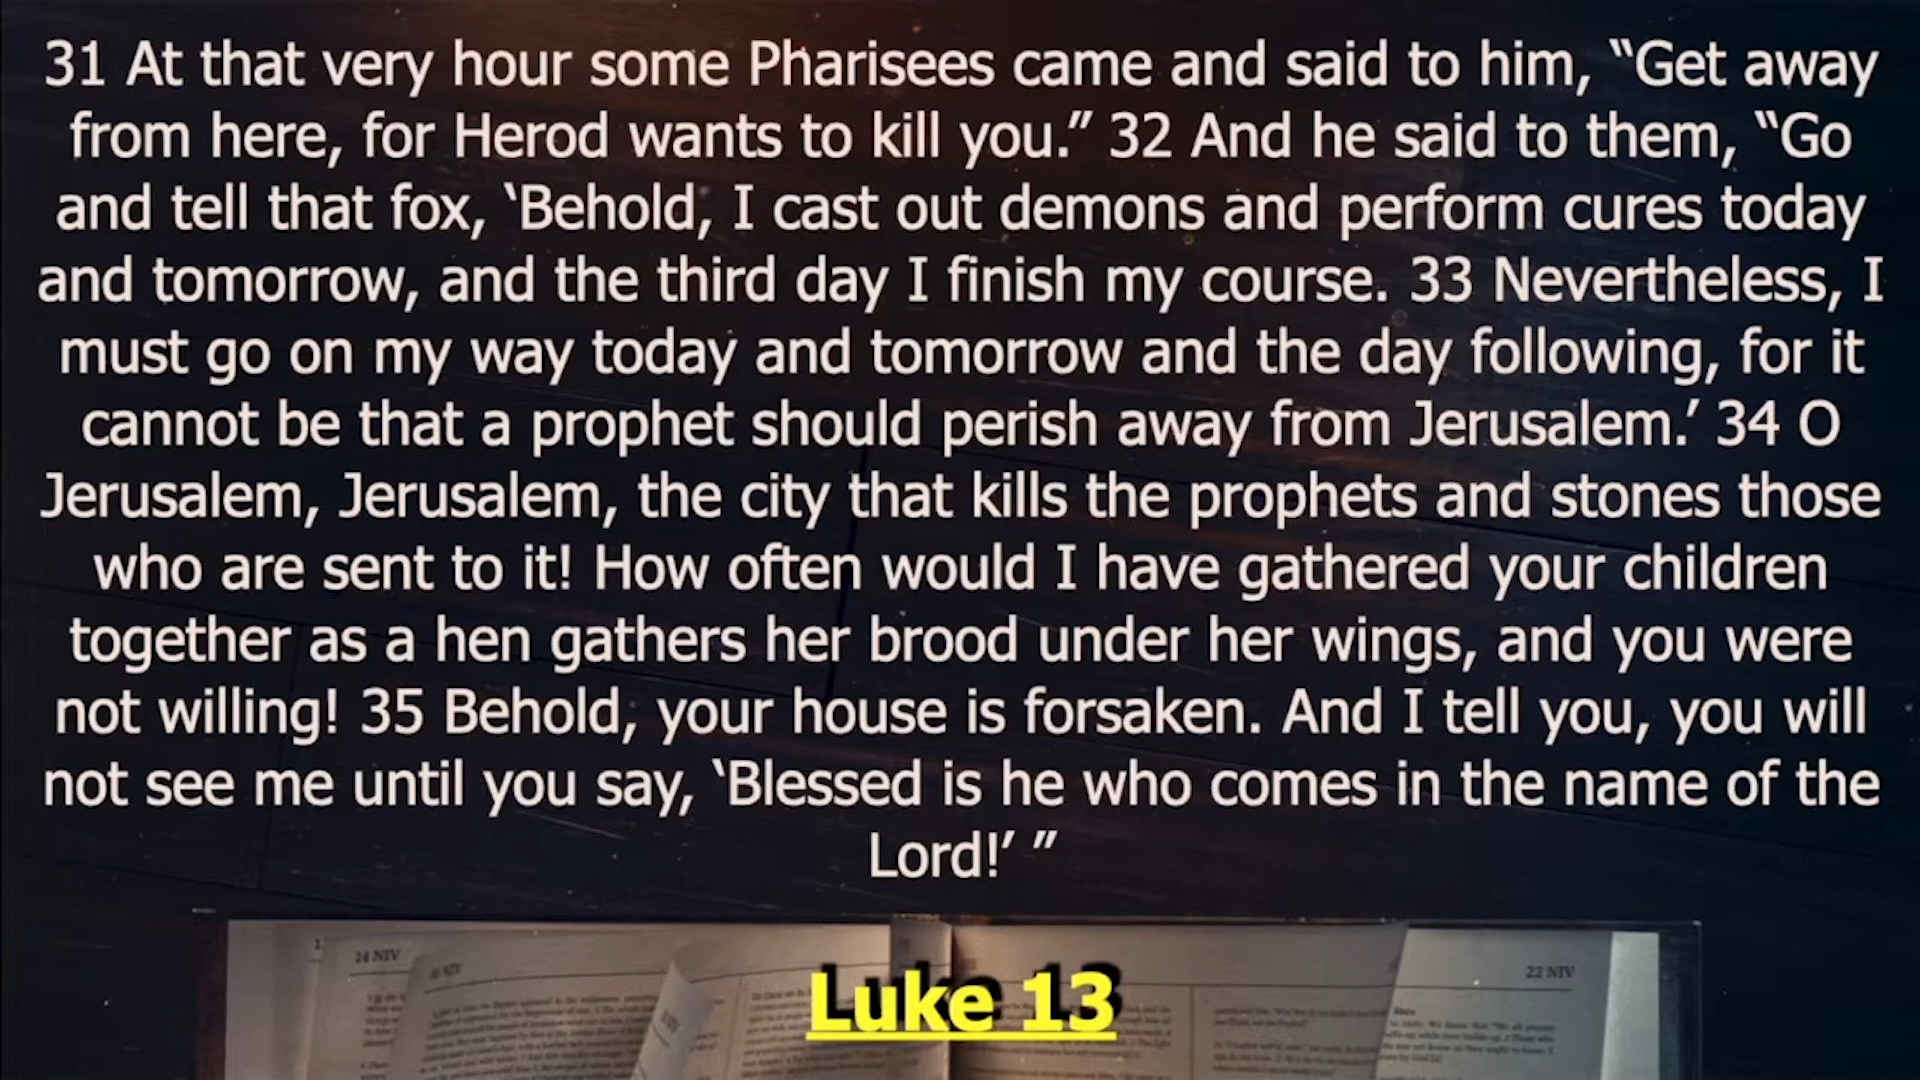 31 At that very hour some Pharisees came and said to him, “Get away
from here, for Herod wants to kill you.” 32 And he said to them, “Go
and tell that fox, ‘Behold, I cast out demons and perform cures today
and tomorrow, and the third day I finish my course. 33 Nevertheless, I
must go on my way today and tomorrow and the day following, for it
cannot be that a prophet should perish away from Jerusalem.’ 34 O
Jerusalem, Jerusalem, the city that kills the prophets and stones those
who are sent to it! How often would I have gathered your children
together as a hen gathers her brood under her wings, and you were
not willing! 35 Behold, your house is forsaken. And I tell you, you will
not see me until you say, ‘Blessed is he who comes in the name of the
Lord!’ ”
14 NIV
22 NIV
Luke 13